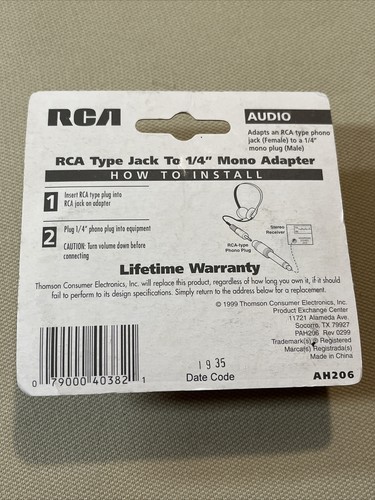 RCA
AUDIO
Adapts an RCA type phono
jack (Female) to a 1/4"
mono plug (Male)
RCA Type Jack To 1/4" Mono Adapter
HOW TO INSTALL
1 Insert RCA type plug into
RCA jack on adapter
2 Plug 1/4" phono plug into equipment
CAUTION: Turn volume down before
connecting
Stereo
Receiver
RCA-type
Phono Plug
Lifetime Warranty
Thomson Consumer Electronics, Inc. will replace this product, regardless of how long you own it, if it should
fail to perform to its design specifications. Simply return to the address below for a replacement.
© 1999 Thomson Consumer Electronics, Inc.
Product Exchange Center
11721 Alameda Ave.
Socorro, TX 79927
PAH206 Rev 0299
Trademark(s) ® Registered
Marca(s) Registrada(s)
Made in China
0 79000 40382 1
1935
Date Code
AH206